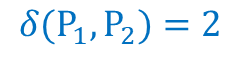 δ(P₁,P₂) = 2